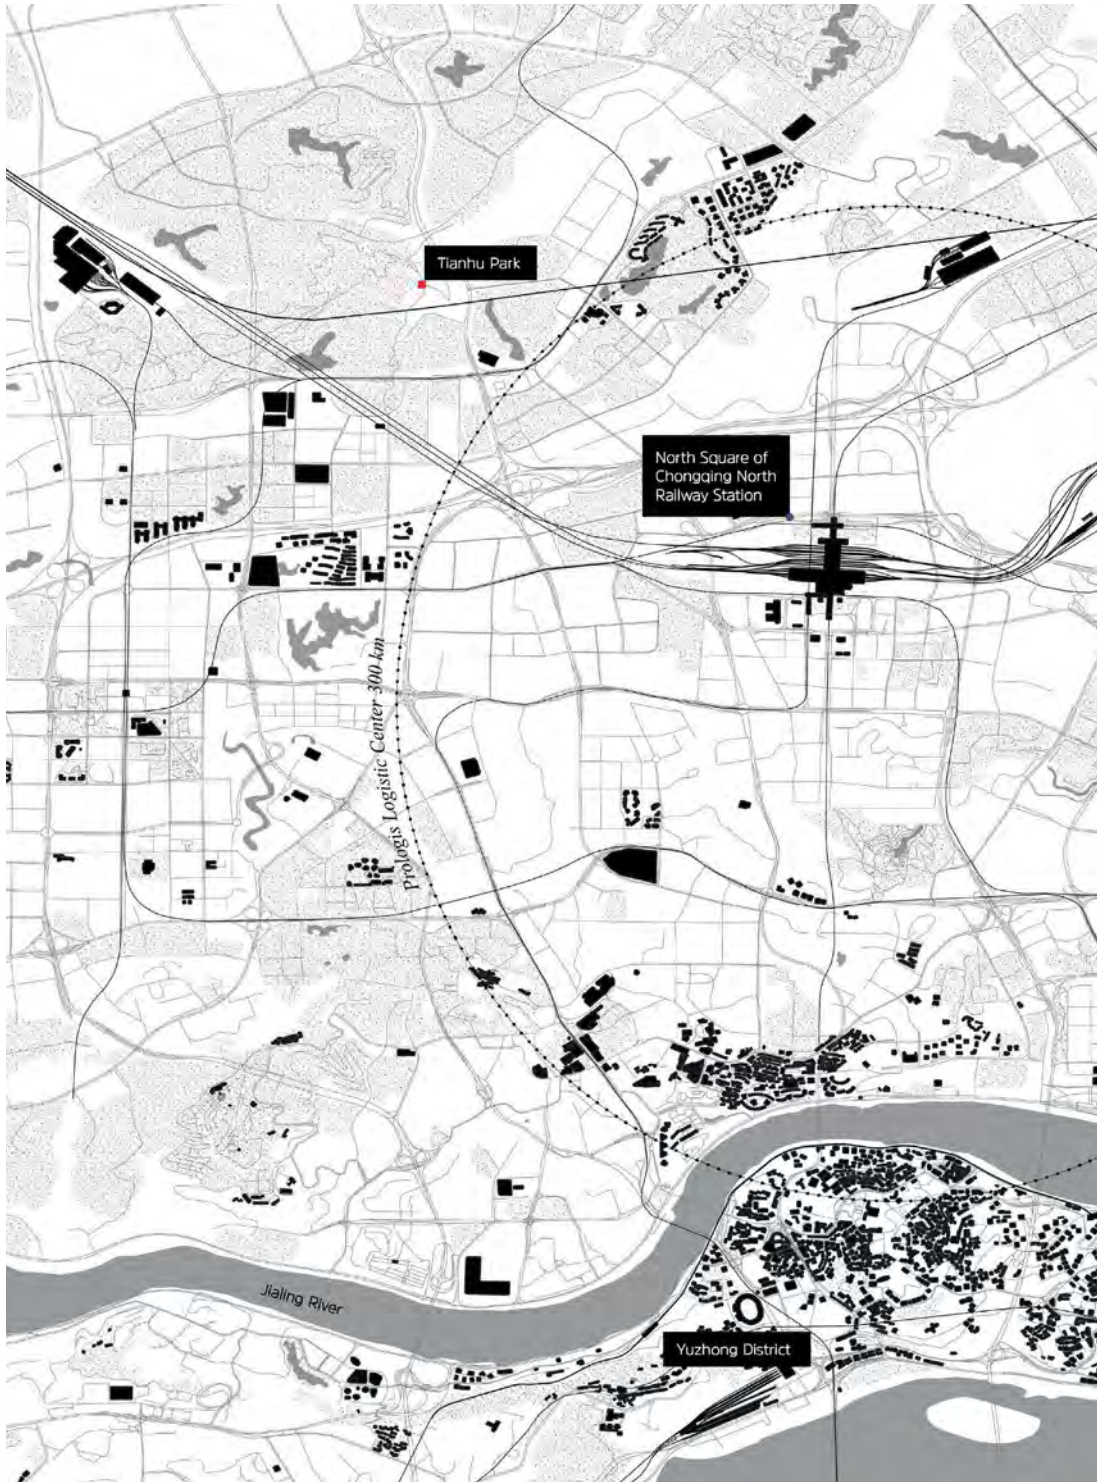 Tianhu Park
North Square of
Chongqing North
Railway Station
Prologis Logistic Center 300 km
Jialing River
Yuzhong District